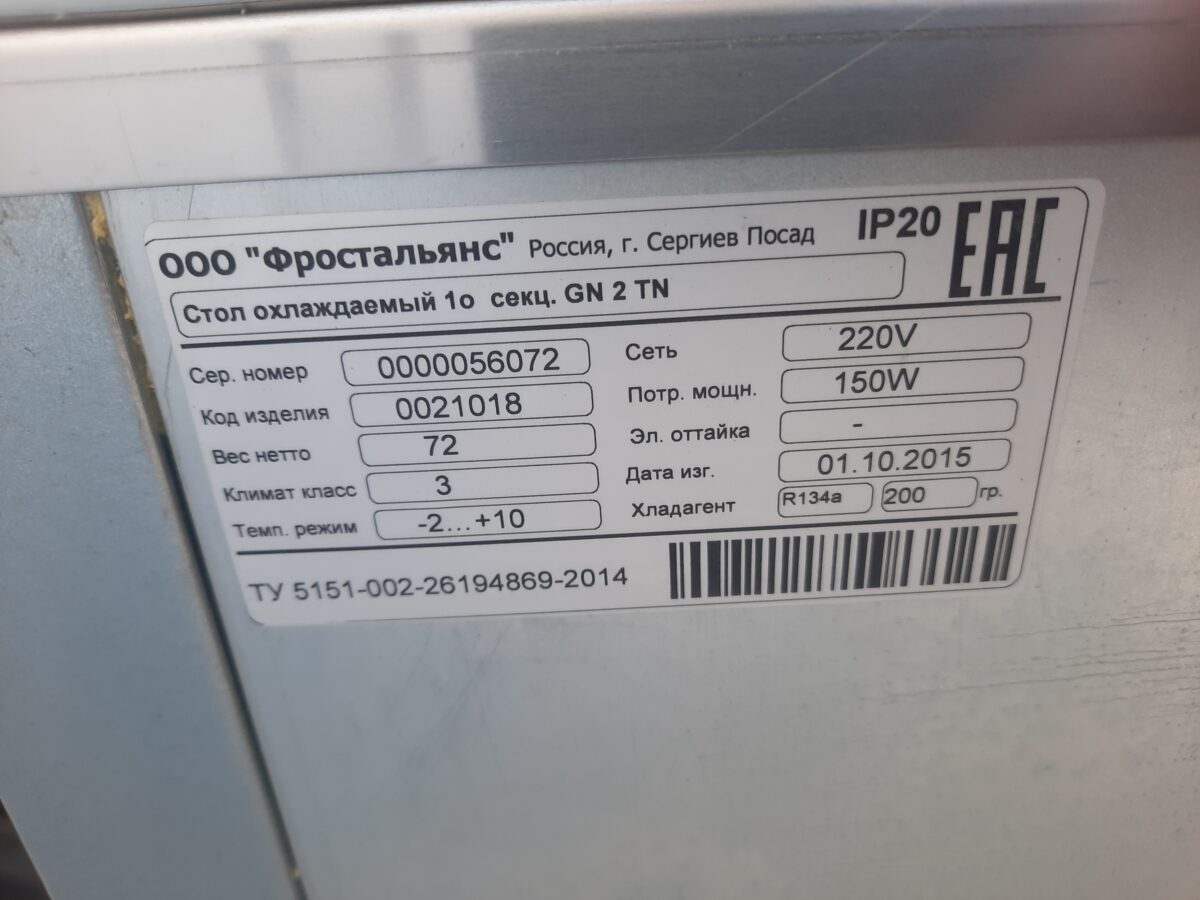 ООО "Фростальянс" Россия, г. Сергиев Посад IP20 EAC
Стол охлаждаемый 1о секц. GN 2 TN
Сер. номер 0000056072 Сеть 220V
Код изделия 0021018 Потр. мощн. 150W
Вес нетто 72 Эл. оттайка -
Климат класс 3 Дата изг. 01.10.2015
Темп. режим -2...+10 Хладагент R134a 200 гр.
ТУ 5151-002-26194869-2014